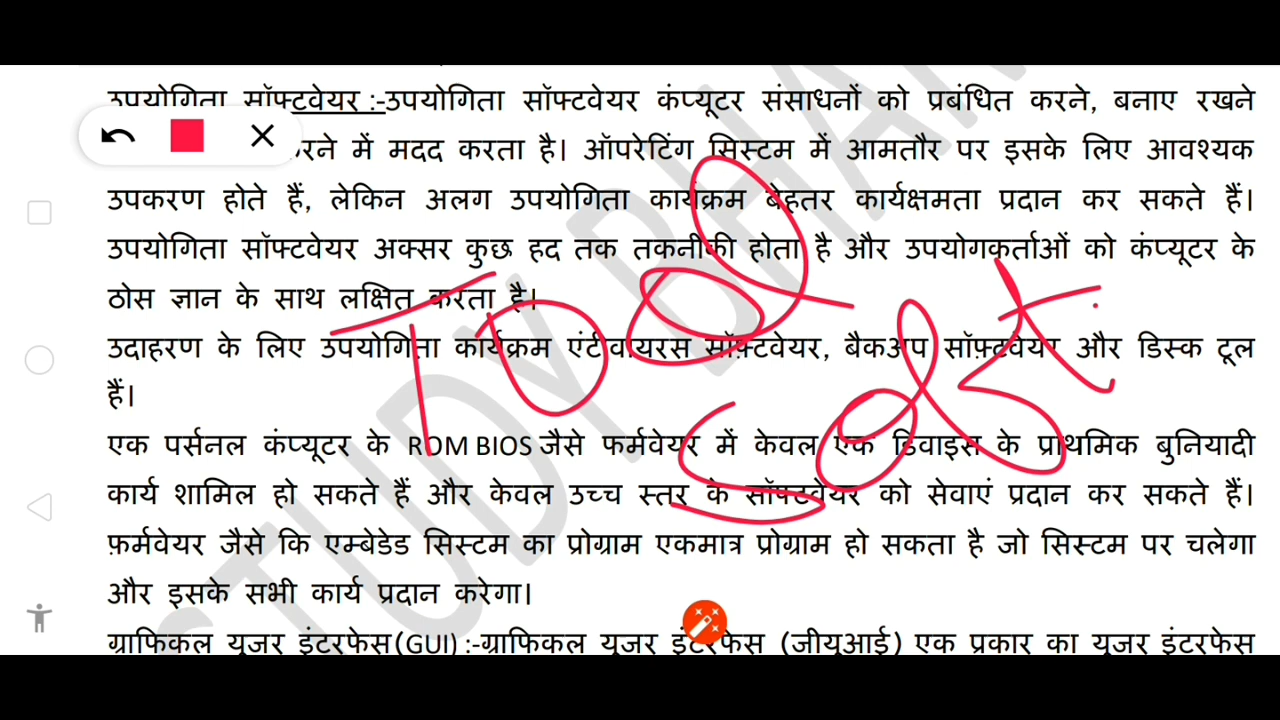 उपयोगिता सॉफ्टवेयर :-उपयोगिता सॉफ्टवेयर कंप्यूटर संसाधनों को प्रबंधित करने, बनाए रखने
रने में मदद करता है। ऑपरेटिंग सिस्टम में आमतौर पर इसके लिए आवश्यक
उपकरण होते हैं, लेकिन अलग उपयोगिता कार्यक्रम बेहतर कार्यक्षमता प्रदान कर सकते हैं।
उपयोगिता सॉफ्टवेयर अक्सर कुछ हद तक तकनीकी होता है और उपयोगकर्ताओं को कंप्यूटर के
ठोस ज्ञान के साथ लक्षित करता है।
Tool
उदाहरण के लिए उपयोगिता कार्यक्रम एंटी वायरस सॉफ़्टवेयर, बैकअप सॉफ़्टवेयर और डिस्क टूल
हैं।
Soft
एक पर्सनल कंप्यूटर के ROM BIOS जैसे फर्मवेयर में केवल एक डिवाइस के प्राथमिक बुनियादी
कार्य शामिल हो सकते हैं और केवल उच्च स्तर के सॉफ्टवेयर को सेवाएं प्रदान कर सकते हैं।
फ़र्मवेयर जैसे कि एम्बेडेड सिस्टम का प्रोग्राम एकमात्र प्रोग्राम हो सकता है जो सिस्टम पर चलेगा
और इसके सभी कार्य प्रदान करेगा।
ग्राफिकल यूजर इंटरफेस(GUI) :-ग्राफिकल यूजर इंटरफेस (जीयूआई) एक प्रकार का यूजर इंटरफेस
STUDY BHA